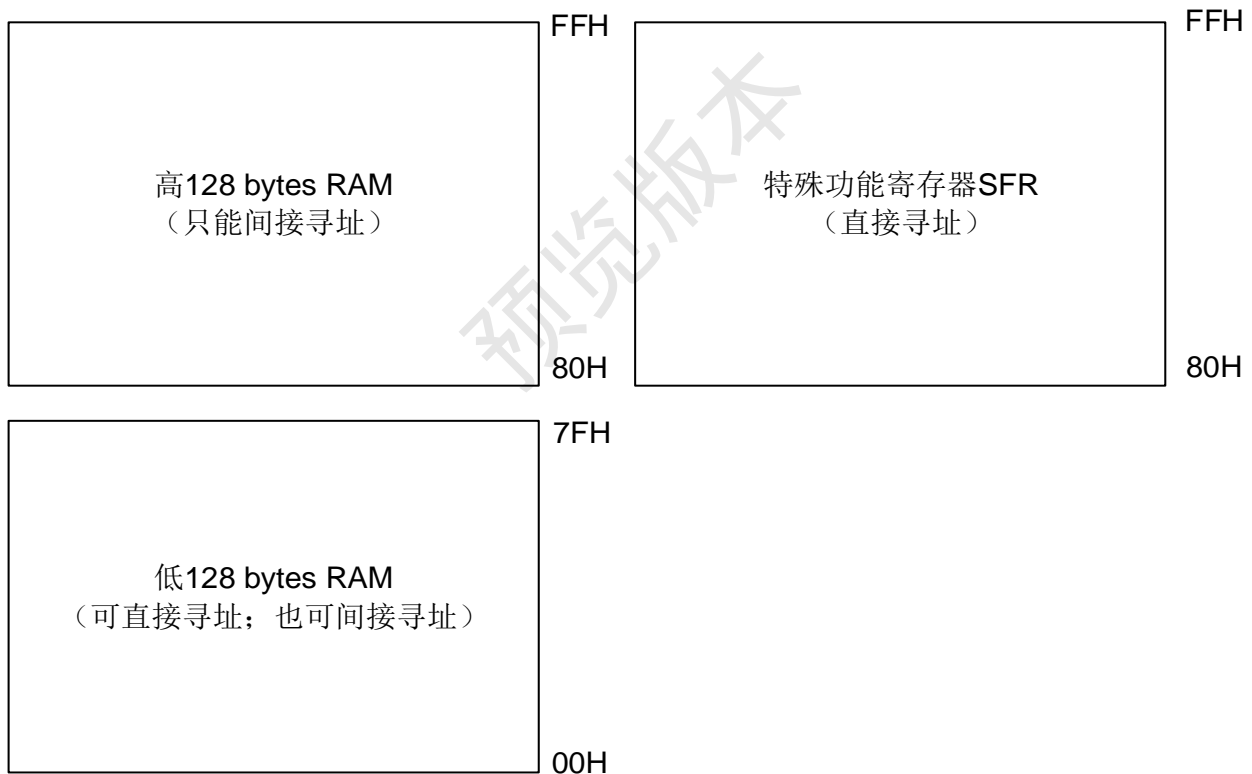 FFH
高128 bytes RAM
（只能间接寻址）
80H
FFH
特殊功能寄存器SFR
（直接寻址）
80H
7FH
低128 bytes RAM
（可直接寻址；也可间接寻址）
00H
预览版本